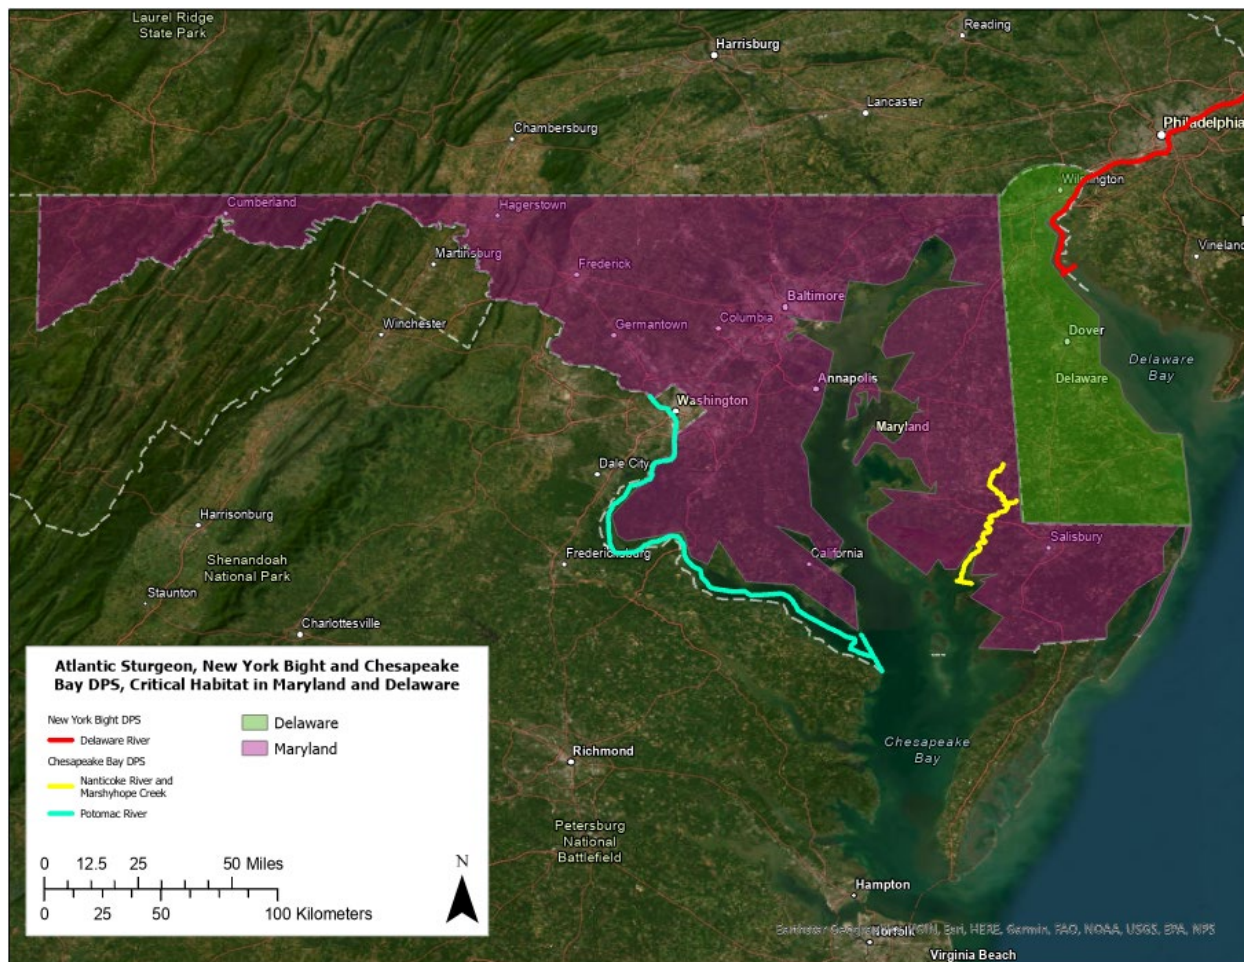 Laurel Ridge
State Park
Reading
Harrisburg
Lancaster
Chambersburg
Philadelphia
Wilmington
Cumberland
Hagerstown
Martinsburg
Vineland
Frederick
Baltimore
Winchester
Germantown
Columbia
Dover
Delaware
Bay
Annapolis
Delaware
Washington
Maryland
Dale City
Harrisonburg
Salisbury
Shenandoah
National Park
Fredericksburg
California
Staunton
Charlottesville
Atlantic Sturgeon, New York Bight and Chesapeake
Bay DPS, Critical Habitat in Maryland and Delaware
New York Bight DPS
Delaware River
Chesapeake Bay DPS
Nanticoke River and
Marshyhope Creek
Potomac River
Delaware
Maryland
0 12.5 25 50 Miles
0 25 50 100 Kilometers
N
Chesapeake
Bay
Richmond
Petersburg
National
Battlefield
Hampton
Norfolk
Virginia Beach
Earthstar Geographics, VGIN, Esri, HERE, Garmin, FAO, NOAA, USGS, EPA, NPS